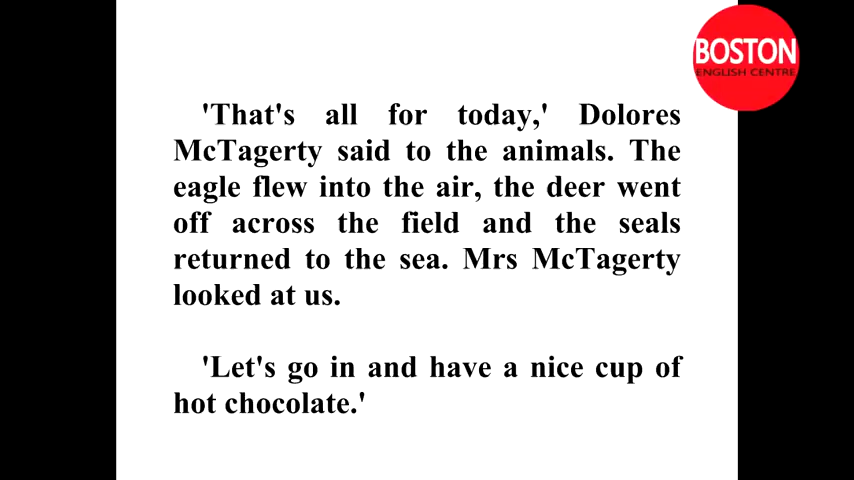 BOSTON
ENGLISH CENTRE
'That's all for today,' Dolores
McTagerty said to the animals. The
eagle flew into the air, the deer went
off across the field and the seals
returned to the sea. Mrs McTagerty
looked at us.
'Let's go in and have a nice cup of
hot chocolate.'